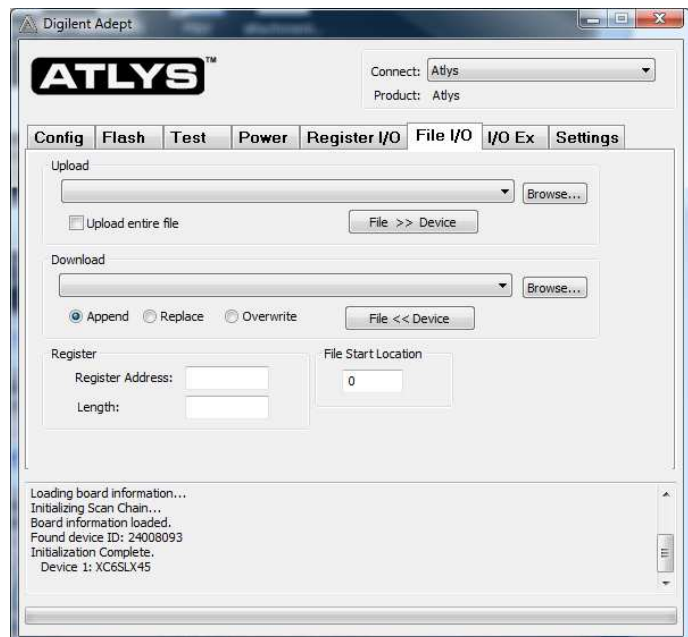 Digilent Adept
ATLYS™
Connect: Atlys
Product: Atlys
Config Flash Test Power Register I/O File I/O I/O Ex Settings
Upload
Browse...
Upload entire file File >> Device
Download
Browse...
Append Replace Overwrite File << Device
Register File Start Location
Register Address: 0
Length:
Loading board information...
Initializing Scan Chain...
Board information loaded.
Found device ID: 24008093
Initialization Complete.
Device 1: XC6SLX45